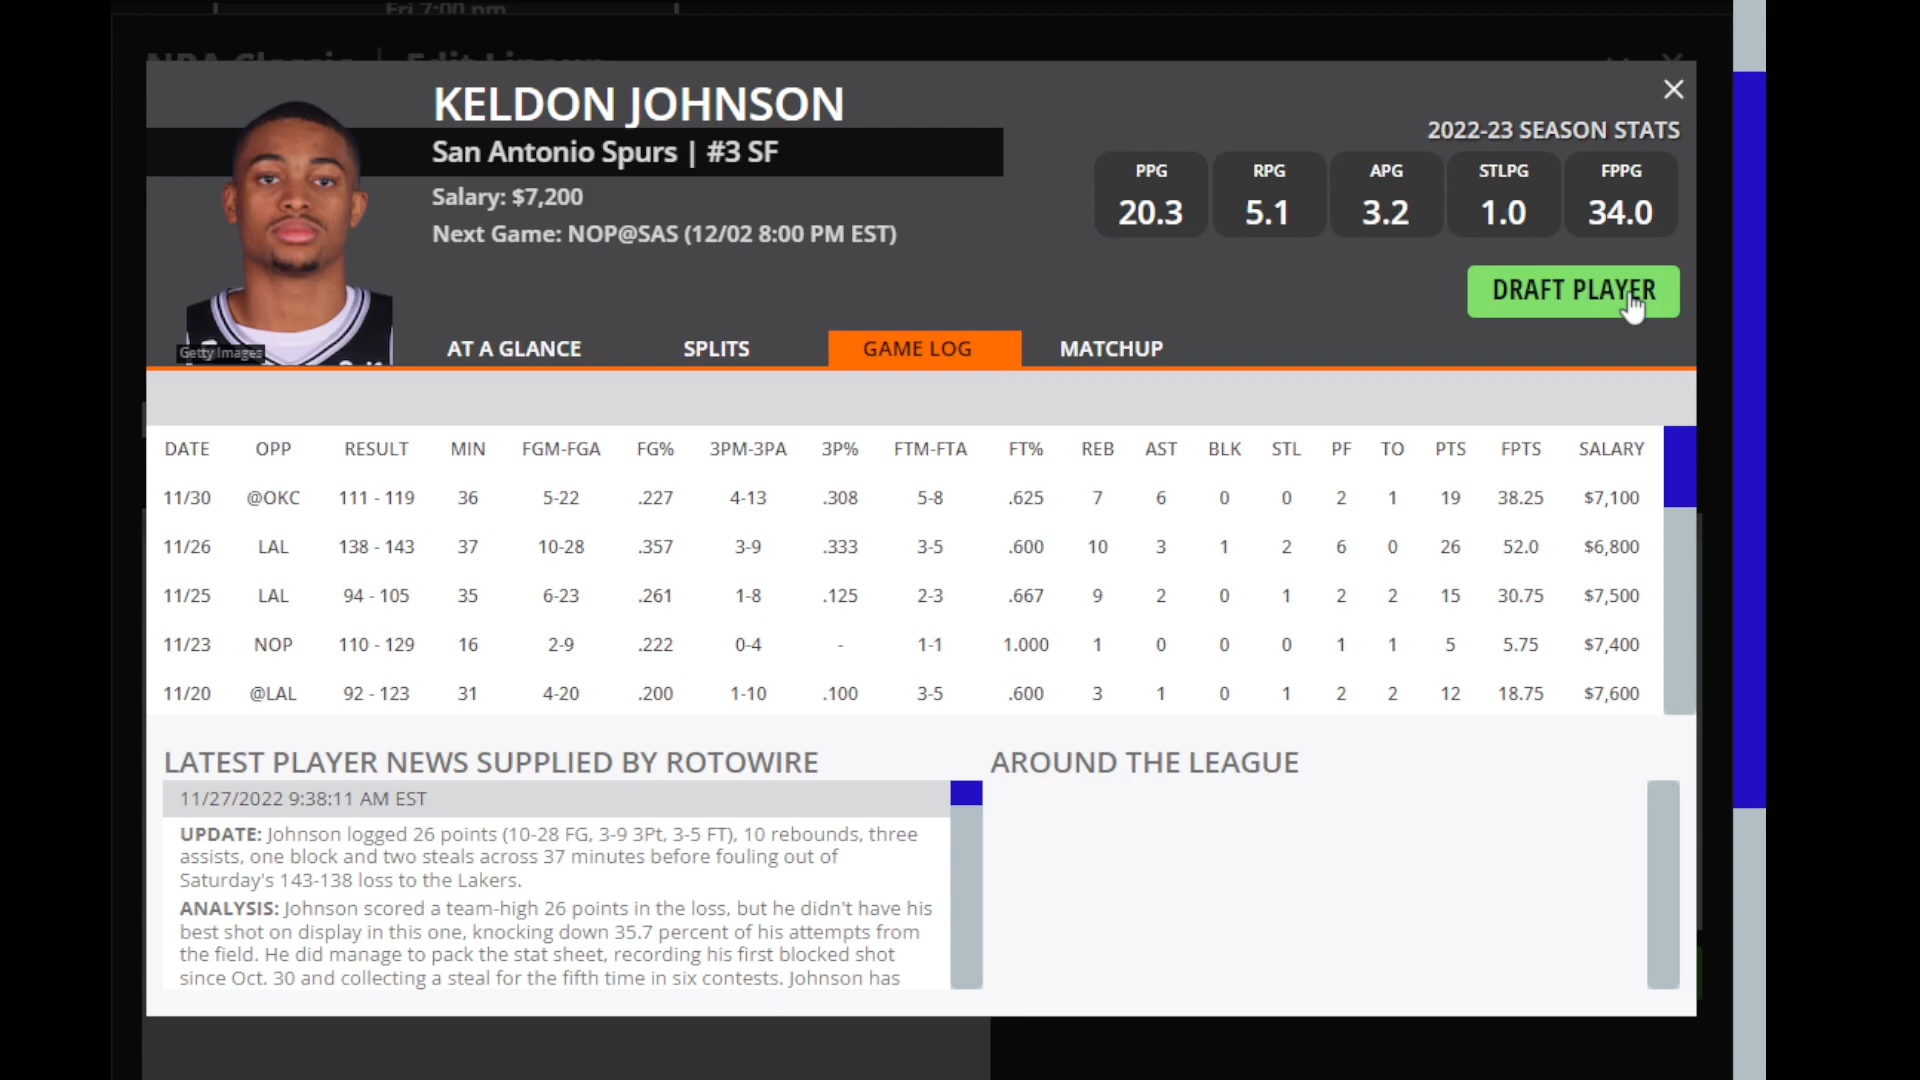 Fri 7:00 pm
NBA Classic | Edit Lineup
KELDON JOHNSON
San Antonio Spurs | #3 SF
Salary: $7,200
Next Game: NOP@SAS (12/02 8:00 PM EST)
2022-23 SEASON STATS
PPG RPG APG STLPG FPPG
20.3 5.1 3.2 1.0 34.0
DRAFT PLAYER
Getty Images
AT A GLANCE SPLITS GAME LOG MATCHUP
DATE OPP RESULT MIN FGM-FGA FG% 3PM-3PA 3P% FTM-FTA FT% REB AST BLK STL PF TO PTS FPTS SALARY
11/30 @OKC 111 - 119 36 5-22 .227 4-13 .308 5-8 .625 7 6 0 0 2 1 19 38.25 $7,100
11/26 LAL 138 - 143 37 10-28 .357 3-9 .333 3-5 .600 10 3 1 2 6 0 26 52.0 $6,800
11/25 LAL 94 - 105 35 6-23 .261 1-8 .125 2-3 .667 9 2 0 1 2 2 15 30.75 $7,500
11/23 NOP 110 - 129 16 2-9 .222 0-4 - 1-1 1.000 1 0 0 0 1 1 5 5.75 $7,400
11/20 @LAL 92 - 123 31 4-20 .200 1-10 .100 3-5 .600 3 1 0 1 2 2 12 18.75 $7,600
LATEST PLAYER NEWS SUPPLIED BY ROTOWIRE
11/27/2022 9:38:11 AM EST
UPDATE: Johnson logged 26 points (10-28 FG, 3-9 3Pt, 3-5 FT), 10 rebounds, three
assists, one block and two steals across 37 minutes before fouling out of
Saturday's 143-138 loss to the Lakers.
ANALYSIS: Johnson scored a team-high 26 points in the loss, but he didn't have his
best shot on display in this one, knocking down 35.7 percent of his attempts from
the field. He did manage to pack the stat sheet, recording his first blocked shot
since Oct. 30 and collecting a steal for the fifth time in six contests. Johnson has
AROUND THE LEAGUE